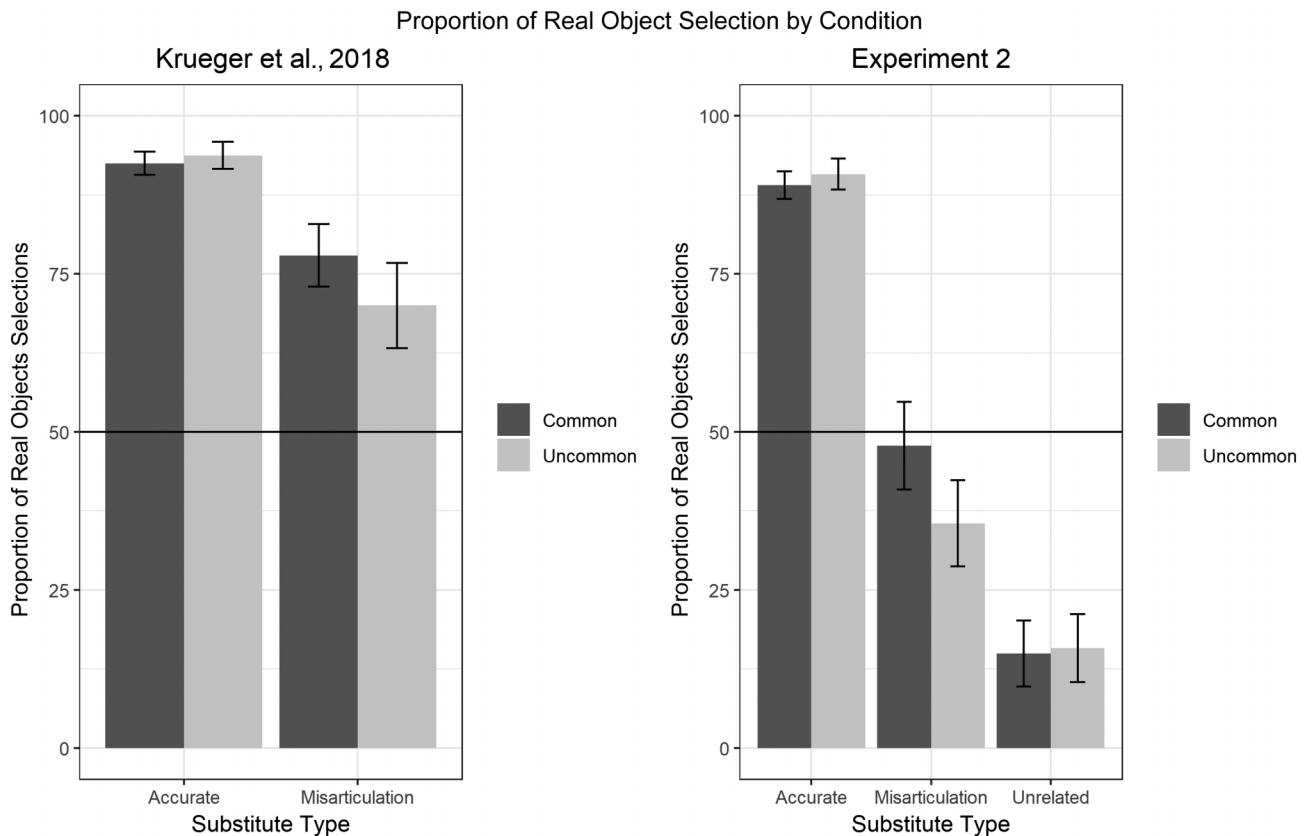 Proportion of Real Object Selection by Condition
Krueger et al., 2018
Proportion of Real Objects Selections
100
75
50
25
0
Accurate
Misarticulation
Substitute Type
Common
Uncommon
Experiment 2
Proportion of Real Objects Selections
100
75
50
25
0
Accurate
Misarticulation
Unrelated
Substitute Type
Common
Uncommon